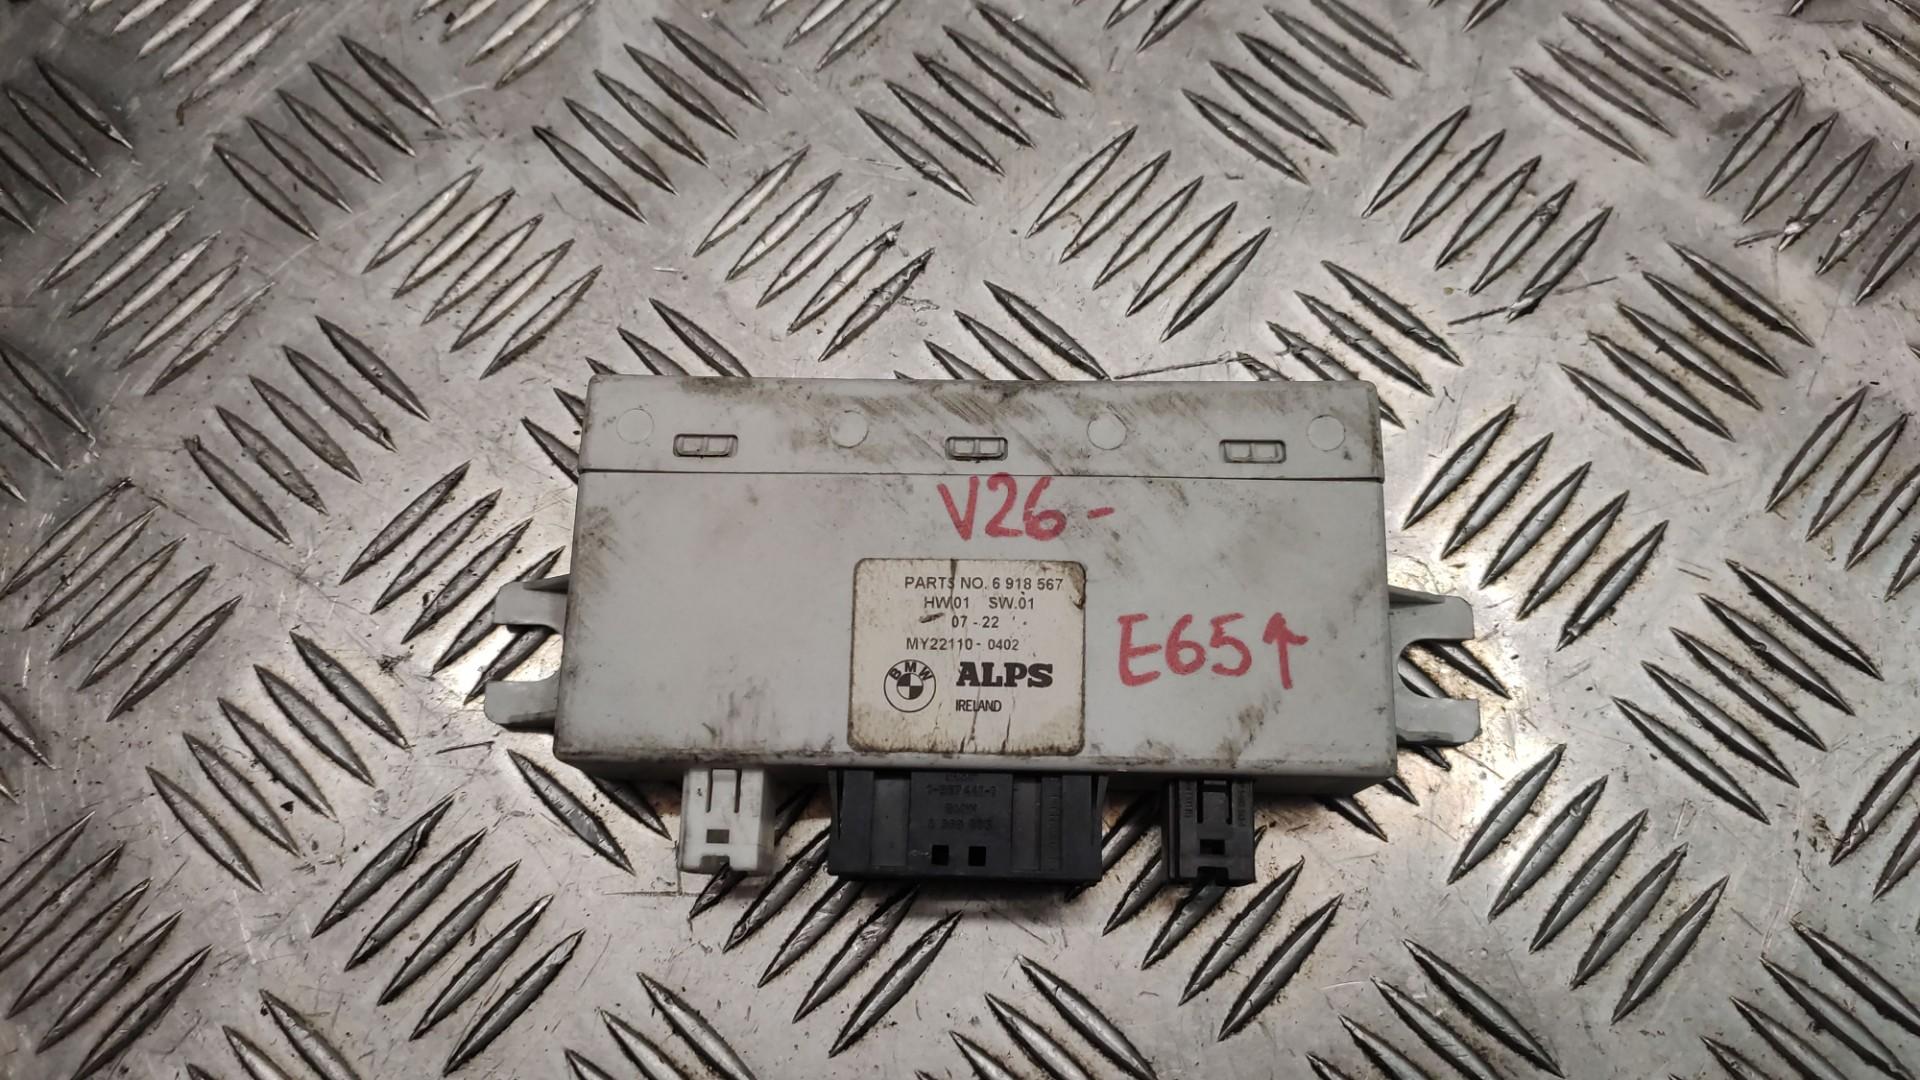 V26-
PARTS NO. 6 918 567
HW.01 SW.01
07-22
MY22110-0402
BMW ALPS
IRELAND
E65↑